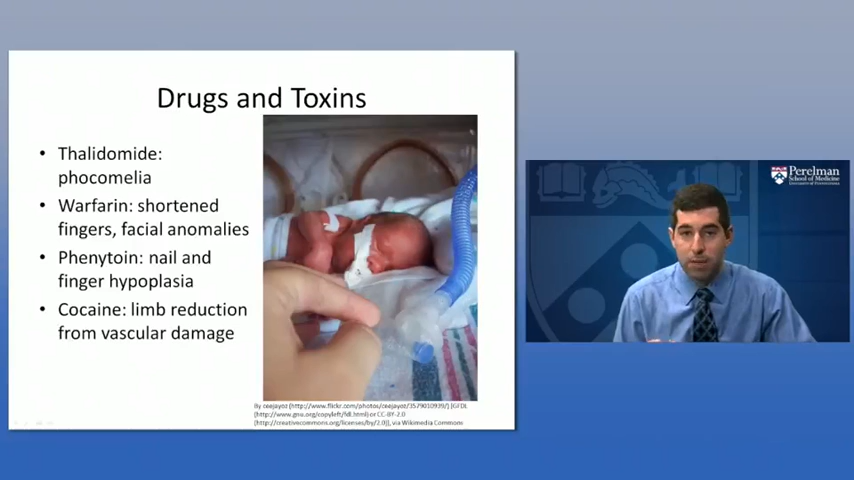 Drugs and Toxins
• Thalidomide:
phocomelia
• Warfarin: shortened
fingers, facial anomalies
• Phenytoin: nail and
finger hypoplasia
• Cocaine: limb reduction
from vascular damage
By ceejayoz [http://www.flickr.com/photos/ceejayoz/3579010939/] [GFDL
(http://www.gnu.org/copyleft/fdl.html) or CC-BY-2.0
(http://creativecommons.org/licenses/by/2.0)], via Wikimedia Commons
Perelman
School of Medicine
University of Pennsylvania